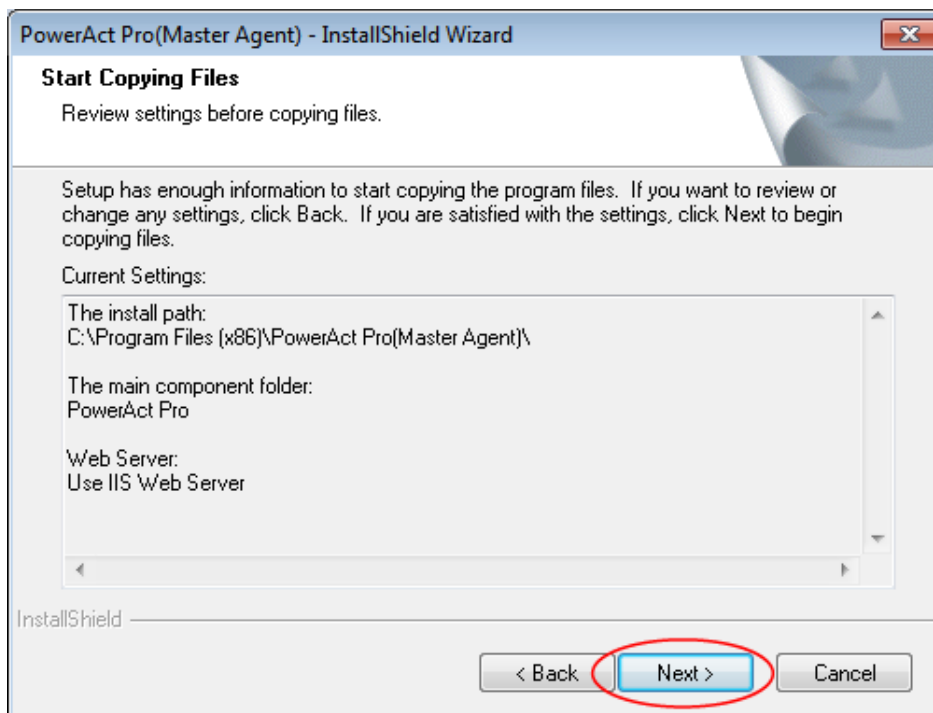 PowerAct Pro(Master Agent) - InstallShield Wizard
Start Copying Files
Review settings before copying files.
Setup has enough information to start copying the program files.  If you want to review or
change any settings, click Back.  If you are satisfied with the settings, click Next to begin
copying files.
Current Settings:
The install path:
C:\Program Files (x86)\PowerAct Pro(Master Agent)\
The main component folder:
PowerAct Pro
Web Server:
Use IIS Web Server
InstallShield
< Back
Next >
Cancel